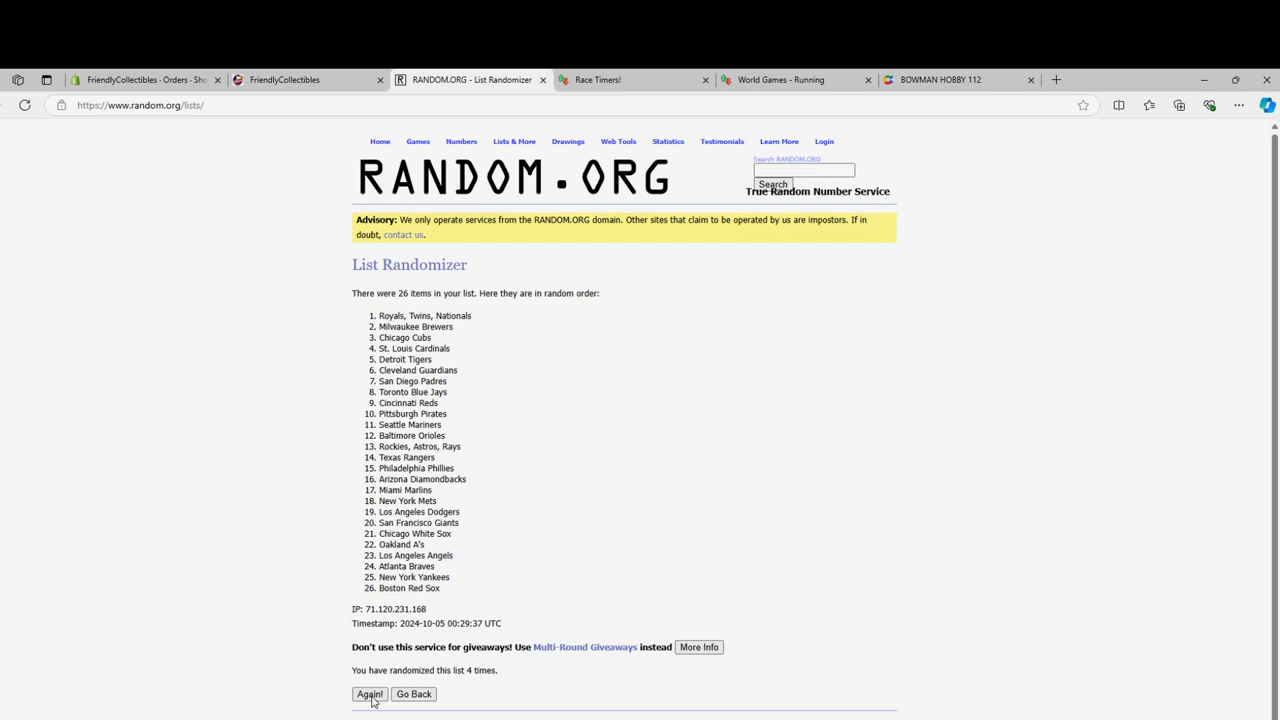 FriendlyCollectibles · Orders · Sho
FriendlyCollectibles
RANDOM.ORG - List Randomizer
Race Timers!
World Games - Running
BOWMAN HOBBY 112
https://www.random.org/lists/
Home Games Numbers Lists & More Drawings Web Tools Statistics Testimonials Learn More Login
RANDOM.ORG
Search RANDOM.ORG
Search
True Random Number Service
Advisory: We only operate services from the RANDOM.ORG domain. Other sites that claim to be operated by us are impostors. If in
doubt, contact us.
List Randomizer
There were 26 items in your list. Here they are in random order:
1. Royals, Twins, Nationals
2. Milwaukee Brewers
3. Chicago Cubs
4. St. Louis Cardinals
5. Detroit Tigers
6. Cleveland Guardians
7. San Diego Padres
8. Toronto Blue Jays
9. Cincinnati Reds
10. Pittsburgh Pirates
11. Seattle Mariners
12. Baltimore Orioles
13. Rockies, Astros, Rays
14. Texas Rangers
15. Philadelphia Phillies
16. Arizona Diamondbacks
17. Miami Marlins
18. New York Mets
19. Los Angeles Dodgers
20. San Francisco Giants
21. Chicago White Sox
22. Oakland A's
23. Los Angeles Angels
24. Atlanta Braves
25. New York Yankees
26. Boston Red Sox
IP: 71.120.231.168
Timestamp: 2024-10-05 00:29:37 UTC
Don't use this service for giveaways! Use Multi-Round Giveaways instead More Info
You have randomized this list 4 times.
Again! Go Back